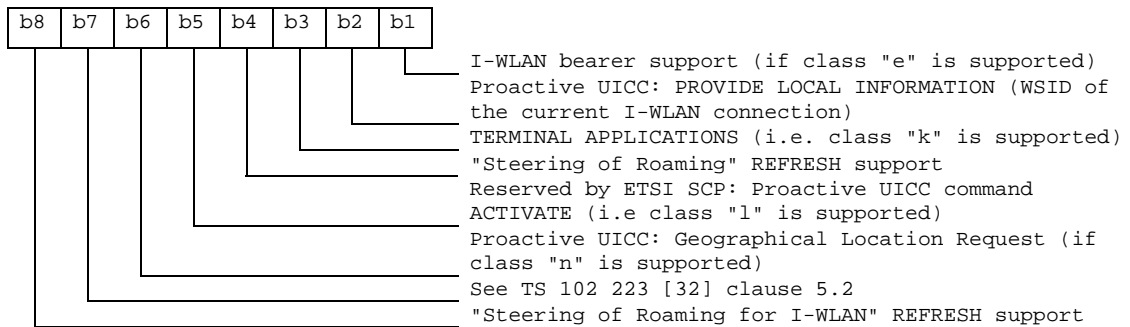 b8 b7 b6 b5 b4 b3 b2 b1
I-WLAN bearer support (if class "e" is supported)
Proactive UICC: PROVIDE LOCAL INFORMATION (WSID of
the current I-WLAN connection)
TERMINAL APPLICATIONS (i.e. class "k" is supported)
"Steering of Roaming" REFRESH support
Reserved by ETSI SCP: Proactive UICC command
ACTIVATE (i.e class "l" is supported)
Proactive UICC: Geographical Location Request (if
class "n" is supported)
See TS 102 223 [32] clause 5.2
"Steering of Roaming for I-WLAN" REFRESH support